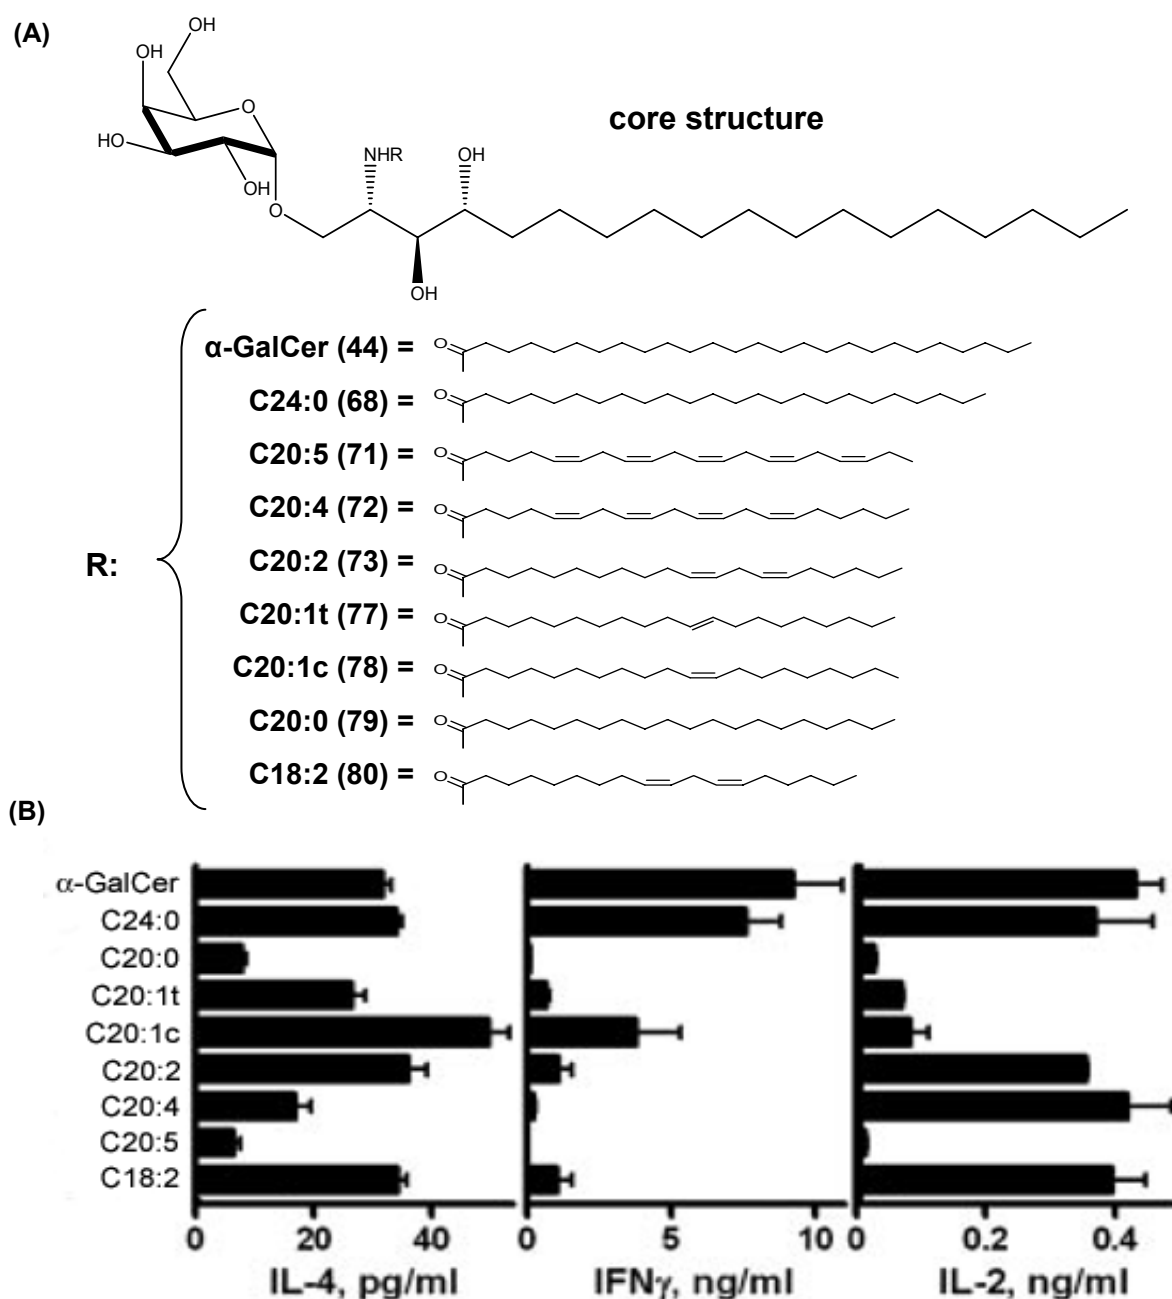 (A)
OH
OH
O
core structure
HO
NHR
OH
OH
O
OH
α-GalCer (44) =
O
C24:0 (68) =
O
C20:5 (71) =
O
C20:4 (72) =
O
R:
C20:2 (73) =
O
C20:1t (77) =
O
C20:1c (78) =
O
C20:0 (79) =
O
C18:2 (80) =
O
(B)
α-GalCer
C24:0
C20:0
C20:1t
C20:1c
C20:2
C20:4
C20:5
C18:2
0 20 40
0 5 10
0 0.2 0.4
IL-4, pg/ml
IFNγ, ng/ml
IL-2, ng/ml